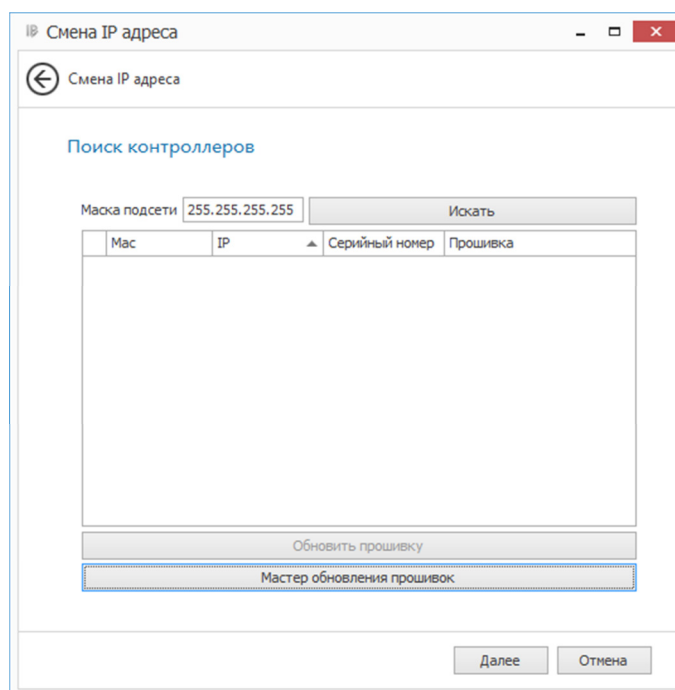 Смена IP адреса
Смена IP адреса
Поиск контроллеров
Маска подсети 255.255.255.255 Искать
Mac IP Серийный номер Прошивка
Обновить прошивку
Мастер обновления прошивок
Далее Отмена